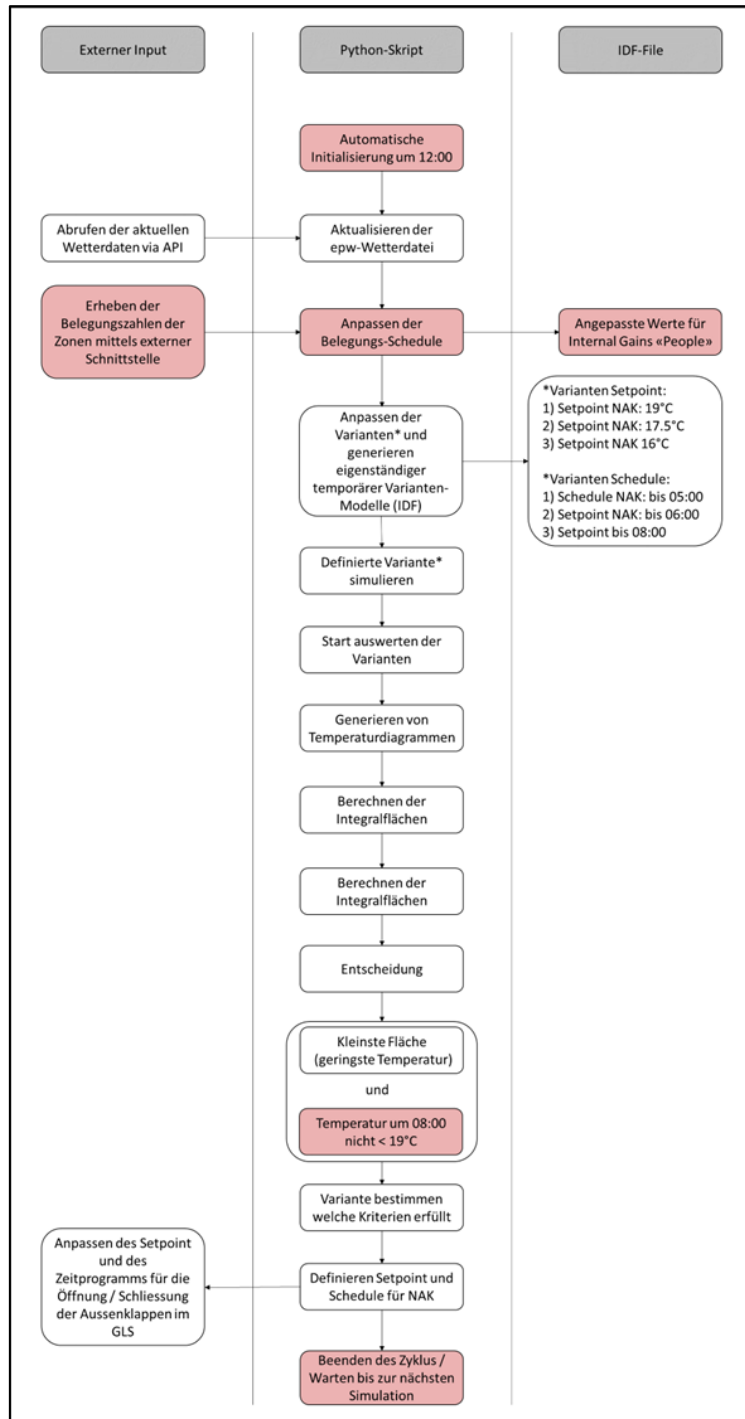 Externer Input
Python-Skript
IDF-File
Automatische
Initialisierung um 12:00
Abrufen der aktuellen
Wetterdaten via API
Aktualisieren der
epw-Wetterdatei
Erheben der
Belegungszahlen der
Zonen mittels externer
Schnittstelle
Anpassen der
Belegungs-Schedule
Angepasste Werte für
Internal Gains «People»
Anpassen der
Varianten* und
generieren
eigenständiger
temporärer Varianten-
Modelle (IDF)
*Varianten Setpoint:
1) Setpoint NAK: 19°C
2) Setpoint NAK: 17.5°C
3) Setpoint NAK 16°C
*Varianten Schedule:
1) Schedule NAK: bis 05:00
2) Setpoint NAK: bis 06:00
3) Setpoint bis 08:00
Definierte Variante*
simulieren
Start auswerten der
Varianten
Generieren von
Temperaturdiagrammen
Berechnen der
Integralflächen
Berechnen der
Integralflächen
Entscheidung
Kleinste Fläche
(geringste Temperatur)
und
Temperatur um 08:00
nicht < 19°C
Variante bestimmen
welche Kriterien erfüllt
Anpassen des Setpoint
und des
Zeitprogramms für die
Öffnung / Schliessung
der Aussenklappen im
GLS
Definieren Setpoint und
Schedule für NAK
Beenden des Zyklus /
Warten bis zur nächsten
Simulation